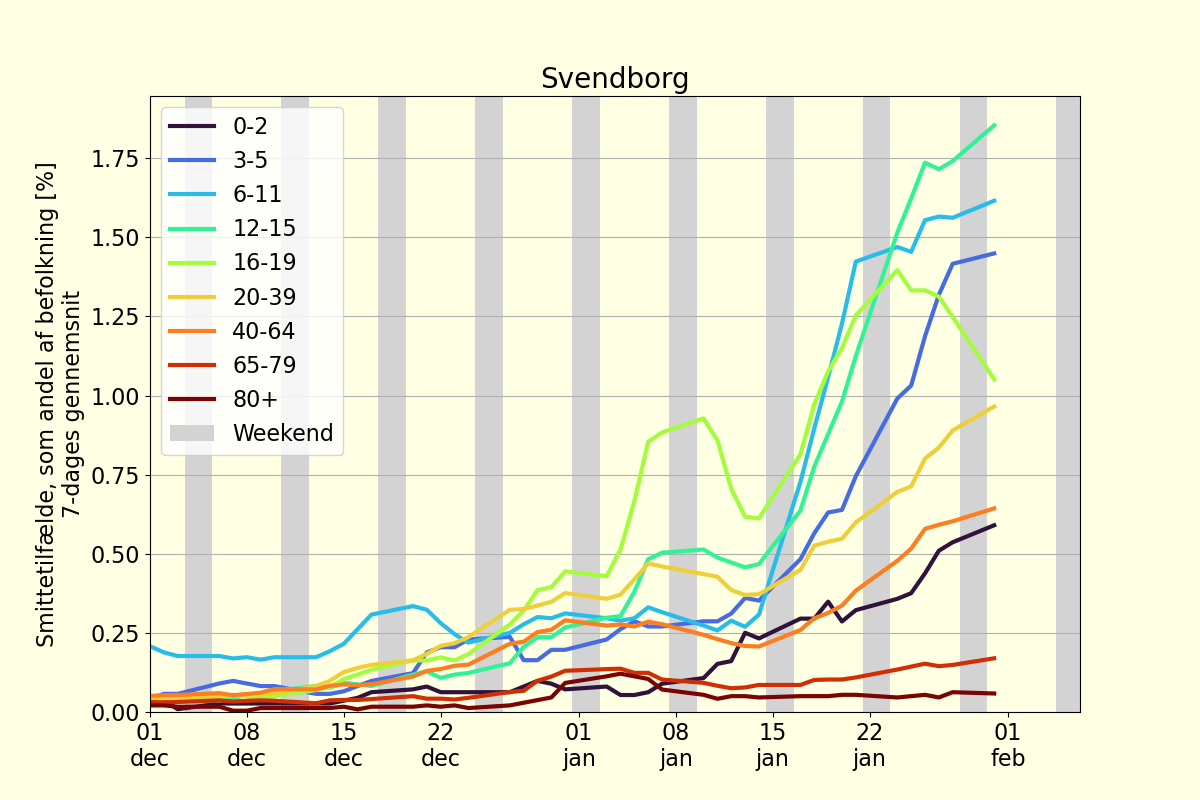 Svendborg
Smittetilfælde, som andel af befolkning [%]
7-dages gennemsnit
1.75
1.50
1.25
1.00
0.75
0.50
0.25
0.00
0-2
3-5
6-11
12-15
16-19
20-39
40-64
65-79
80+
Weekend
01 08 15 22 01 08 15 22 01
dec dec dec dec jan jan jan jan feb